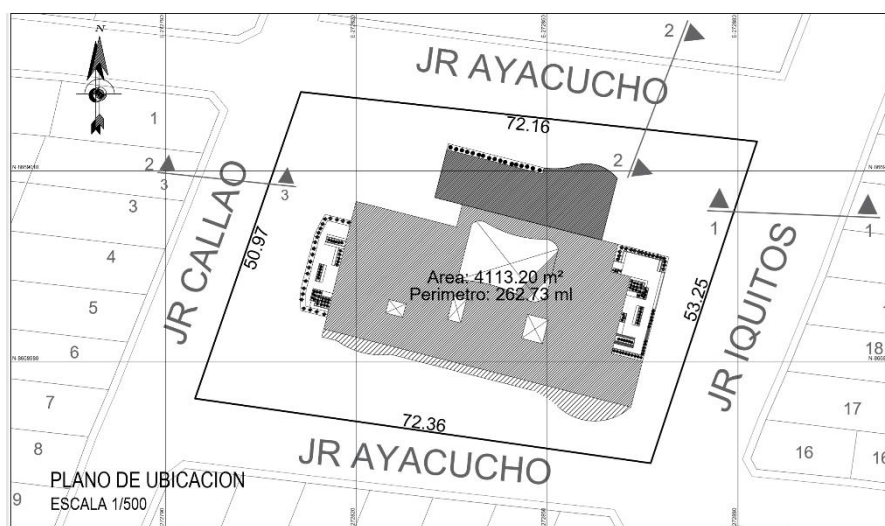 N
JR AYACUCHO
2
72.16
1
2
3
2
3
3
1
1
JR CALLAO
50.97
4
Area: 4113.20 m²
Perimetro: 262.73 ml
53.25
JR IQUITOS
5
6
18
7
72.36
17
8
JR AYACUCHO
16
16
9
PLANO DE UBICACION
ESCALA 1/500